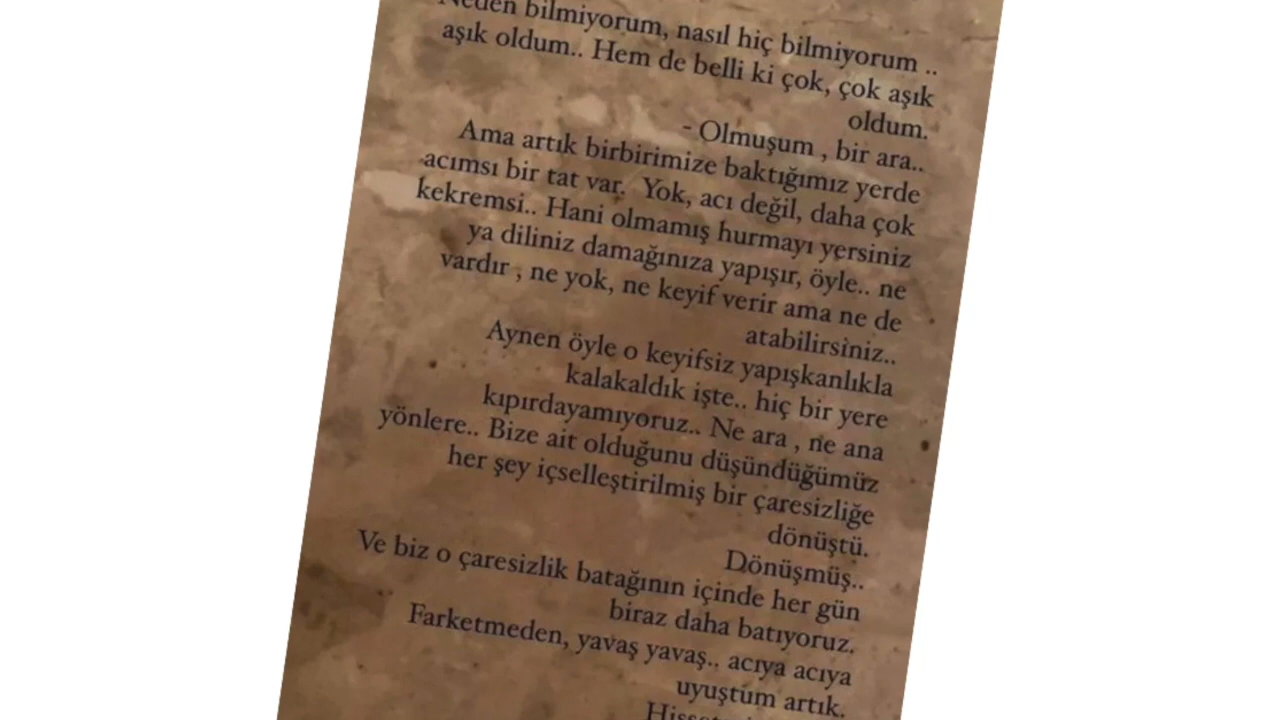 Neden bilmiyorum, nasıl hiç bilmiyorum ..
aşık oldum.. Hem de belli ki çok, çok aşık
oldum.
- Olmuşum , bir ara..
Ama artık birbirimize baktığımız yerde
acımsı bir tat var. Yok, acı değil, daha çok
kekremsi.. Hani olmamış hurmayı yersiniz
ya diliniz damağınıza yapışır, öyle.. ne
vardır , ne yok, ne keyif verir ama ne de
atabilirsiniz..
Aynen öyle o keyifsiz yapışkanlıkla
kalakaldık işte.. hiç bir yere
kıpırdayamıyoruz.. Ne ara , ne ana
yönlere.. Bize ait olduğunu düşündüğümüz
her şey içselleştirilmiş bir çaresizliğe
dönüştü.
Dönüşmüş..
Ve biz o çaresizlik batağının içinde her gün
biraz daha batıyoruz.
Farketmeden, yavaş yavaş.. acıya acıya
uyuştum artık.